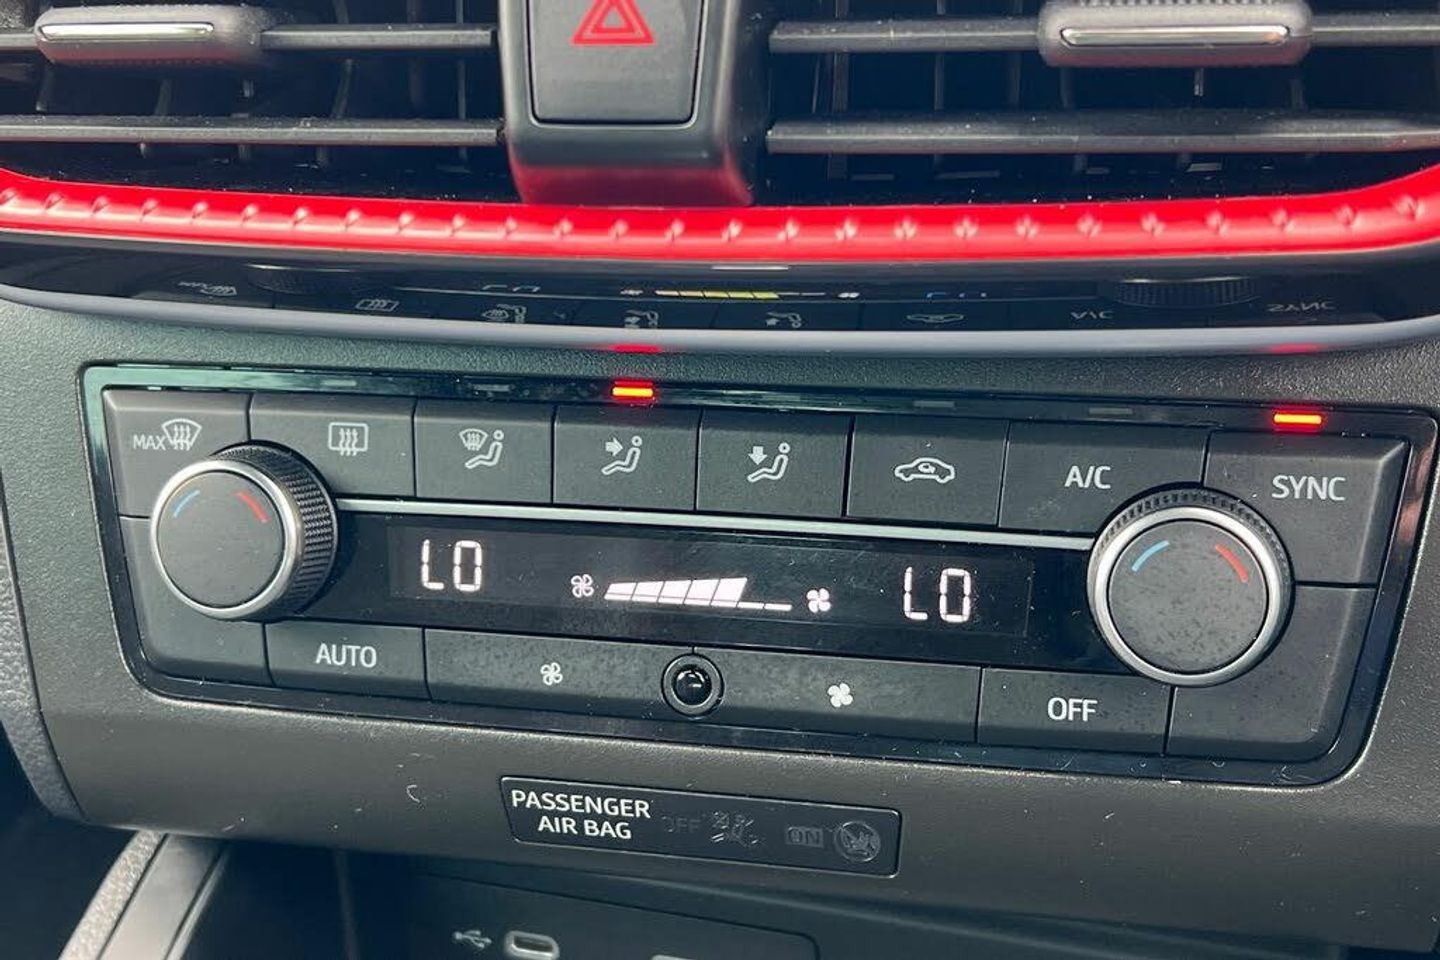 MAX
A/C
SYNC
LO
LO
AUTO
OFF
PASSENGER
AIR BAG
OFF
ON